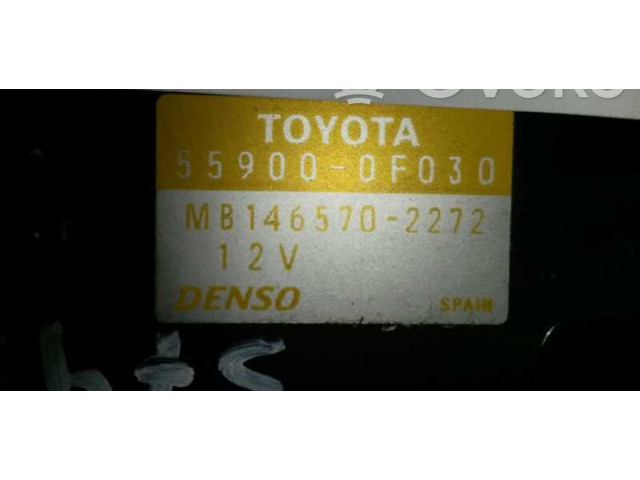 TOYOTA
55900-0F030
MB146570-2272
12V
DENSO SPAIN